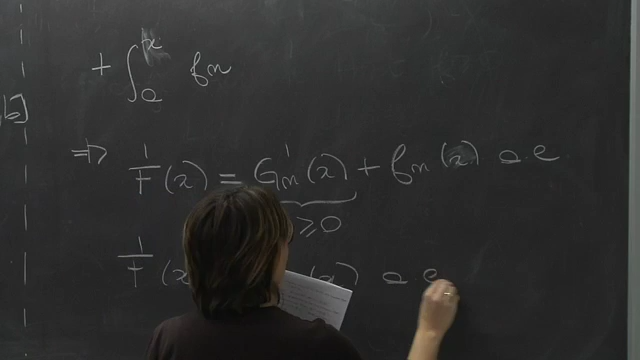 + ∫ₐˣ fₙ
b]
⇒ F'(x) = Gₙ'(x) + fₙ(x) a.e
≥0
F'(x (x) a e